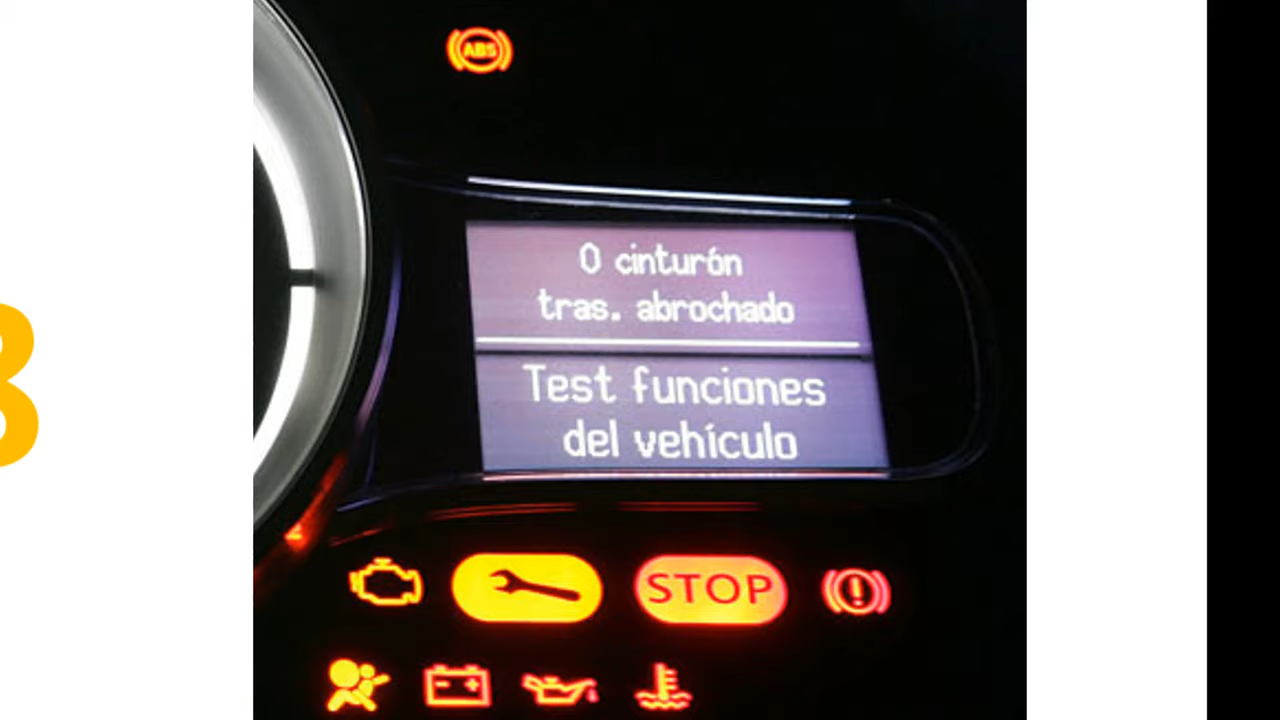 ABS
0 cinturón
tras. abrochado
Test funciones
del vehículo
STOP